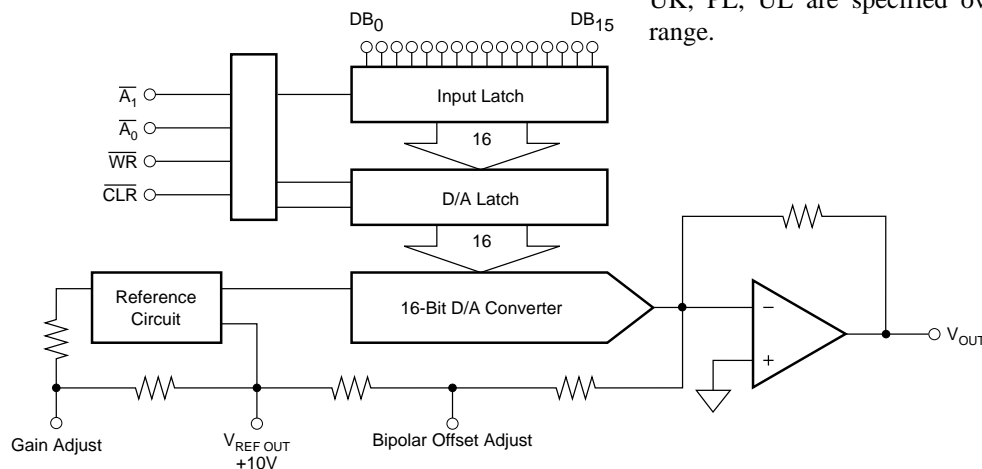 UK, PL, UL are specified ov
range.
DB0 DB15
Input Latch
A1
A0
WR
CLR
16
D/A Latch
16
Reference
Circuit
16-Bit D/A Converter
–
+
VOUT
Gain Adjust
VREF OUT
+10V
Bipolar Offset Adjust